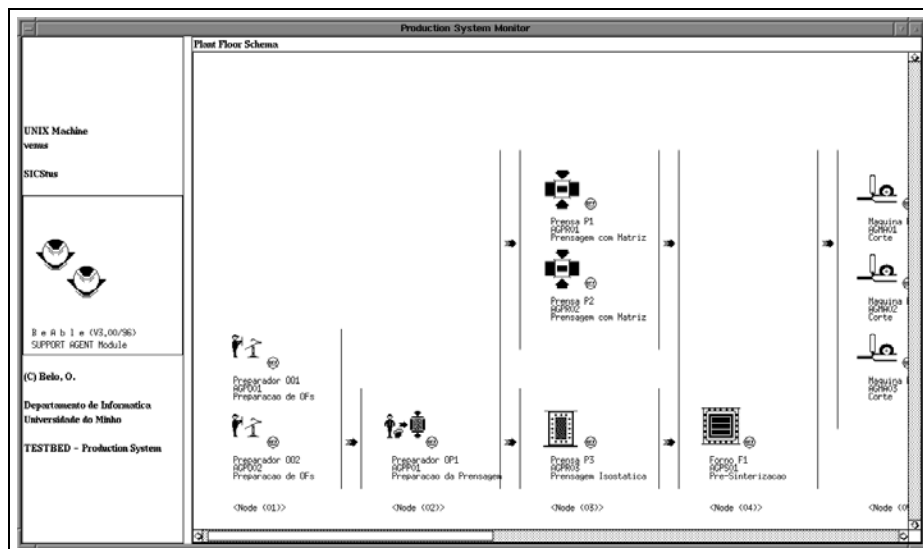 Production System Monitor
Plant Floor Schema
UNIX Machine
venus
SICStus
B e A b l e (V3.00/96)
SUPPORT AGENT Module
(C) Belo, O.
Departamento de Informatica
Universidade do Minho
TESTBED - Production System
Preparador 001
AGPO01
Preparacao de OFs
Preparador 002
AGPO02
Preparacao de OFs
<Node (01)>
Preparador OP1
AGPP01
Preparacao da Prensagem
<Node (02)>
Prensa P1
AGPR01
Prensagem com Matriz
Prensa P2
AGPR02
Prensagem com Matriz
Prensa P3
AGPR03
Prensagem Isostatica
<Node (03)>
Forno F1
AGPS01
Pre-Sinterizacao
<Node (04)>
Maquina
AGMA01
Corte
Maquina
AGMA02
Corte
Maquina
AGMA03
Corte
<Node (0